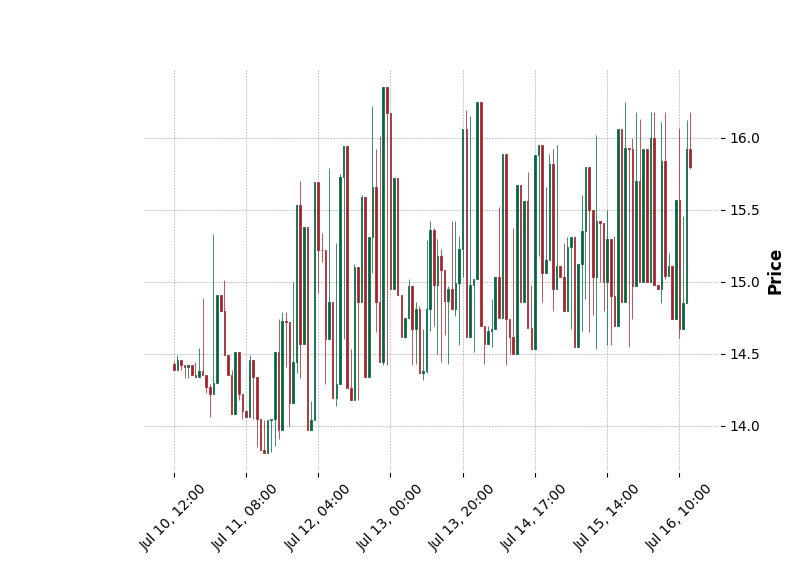 16.0
15.5
15.0
14.5
14.0
Price
Jul 10, 12:00
Jul 11, 08:00
Jul 12, 04:00
Jul 13, 00:00
Jul 13, 20:00
Jul 14, 17:00
Jul 15, 14:00
Jul 16, 10:00